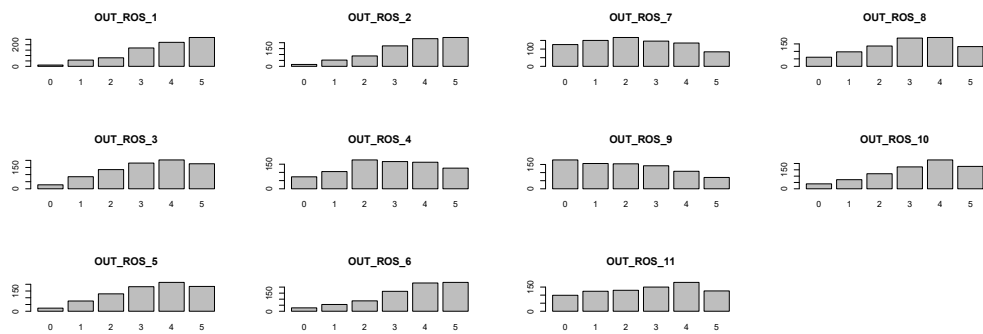 OUT_ROS_1
0 200
0 1 2 3 4 5
OUT_ROS_2
0 150
0 1 2 3 4 5
OUT_ROS_7
0 100
0 1 2 3 4 5
OUT_ROS_8
0 150
0 1 2 3 4 5
OUT_ROS_3
0 150
0 1 2 3 4 5
OUT_ROS_4
0 150
0 1 2 3 4 5
OUT_ROS_9
0 150
0 1 2 3 4 5
OUT_ROS_10
0 150
0 1 2 3 4 5
OUT_ROS_5
0 150
0 1 2 3 4 5
OUT_ROS_6
0 150
0 1 2 3 4 5
OUT_ROS_11
0 150
0 1 2 3 4 5